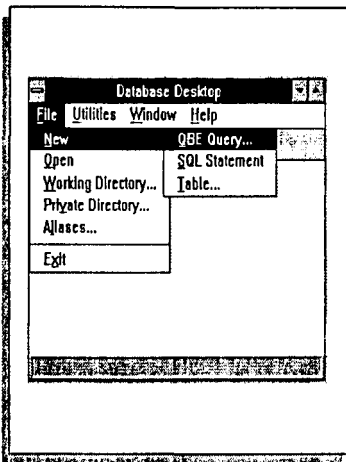 Database Desktop
File Utilities Window Help
New QBE Query...
Open SQL Statement
Working Directory... Table...
Private Directory...
Aliases...
Exit